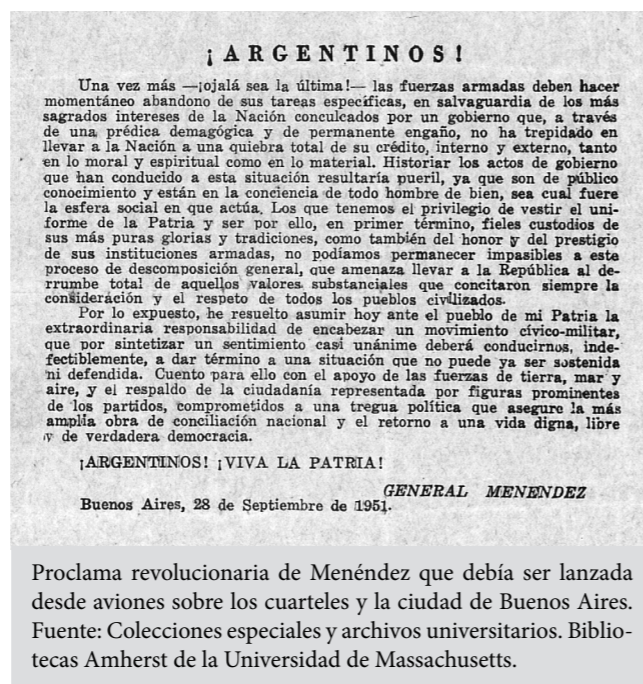 ¡ARGENTINOS!
Una vez más —¡ojalá sea la última!— las fuerzas armadas deben hacer
momentáneo abandono de sus tareas específicas, en salvaguardia de los más
sagrados intereses de la Nación conculcados por un gobierno que, a través
de una prédica demagógica y de permanente engaño, no ha trepidado en
llevar a la Nación a una quiebra total de su crédito, interno y externo, tanto
en lo moral y espiritual como en lo material. Historiar los actos de gobierno
que han conducido a esta situación resultaría pueril, ya que son de público
conocimiento y están en la conciencia de todo hombre de bien, sea cual fuere
la esfera social en que actúa. Los que tenemos el privilegio de vestir el uni-
forme de la Patria y ser por ello, en primer término, fieles custodios de
sus más puras glorias y tradiciones, como también del honor y del prestigio
de sus instituciones armadas, no podíamos permanecer impasibles a este
proceso de descomposición general, que amenaza llevar a la República al de-
rrumbe total de aquellos valores substanciales que concitaron siempre la
consideración y el respeto de todos los pueblos civilizados.
Por lo expuesto, he resuelto asumir hoy ante el pueblo de mi Patria la
extraordinaria responsabilidad de encabezar un movimiento cívico-militar,
que por sintetizar un sentimiento casi unánime deberá conducirnos, inde-
fectiblemente, a dar término a una situación que no puede ya ser sostenida
ni defendida. Cuento para ello con el apoyo de las fuerzas de tierra, mar y
aire, y el respaldo de la ciudadanía representada por figuras prominentes
de los partidos, comprometidos a una tregua política que asegure la más
amplia obra de conciliación nacional y el retorno a una vida digna, libre
y de verdadera democracia.
¡ARGENTINOS! ¡VIVA LA PATRIA!
GENERAL MENENDEZ
Buenos Aires, 28 de Septiembre de 1951.
Proclama revolucionaria de Menéndez que debía ser lanzada
desde aviones sobre los cuarteles y la ciudad de Buenos Aires.
Fuente: Colecciones especiales y archivos universitarios. Biblio-
tecas Amherst de la Universidad de Massachusetts.